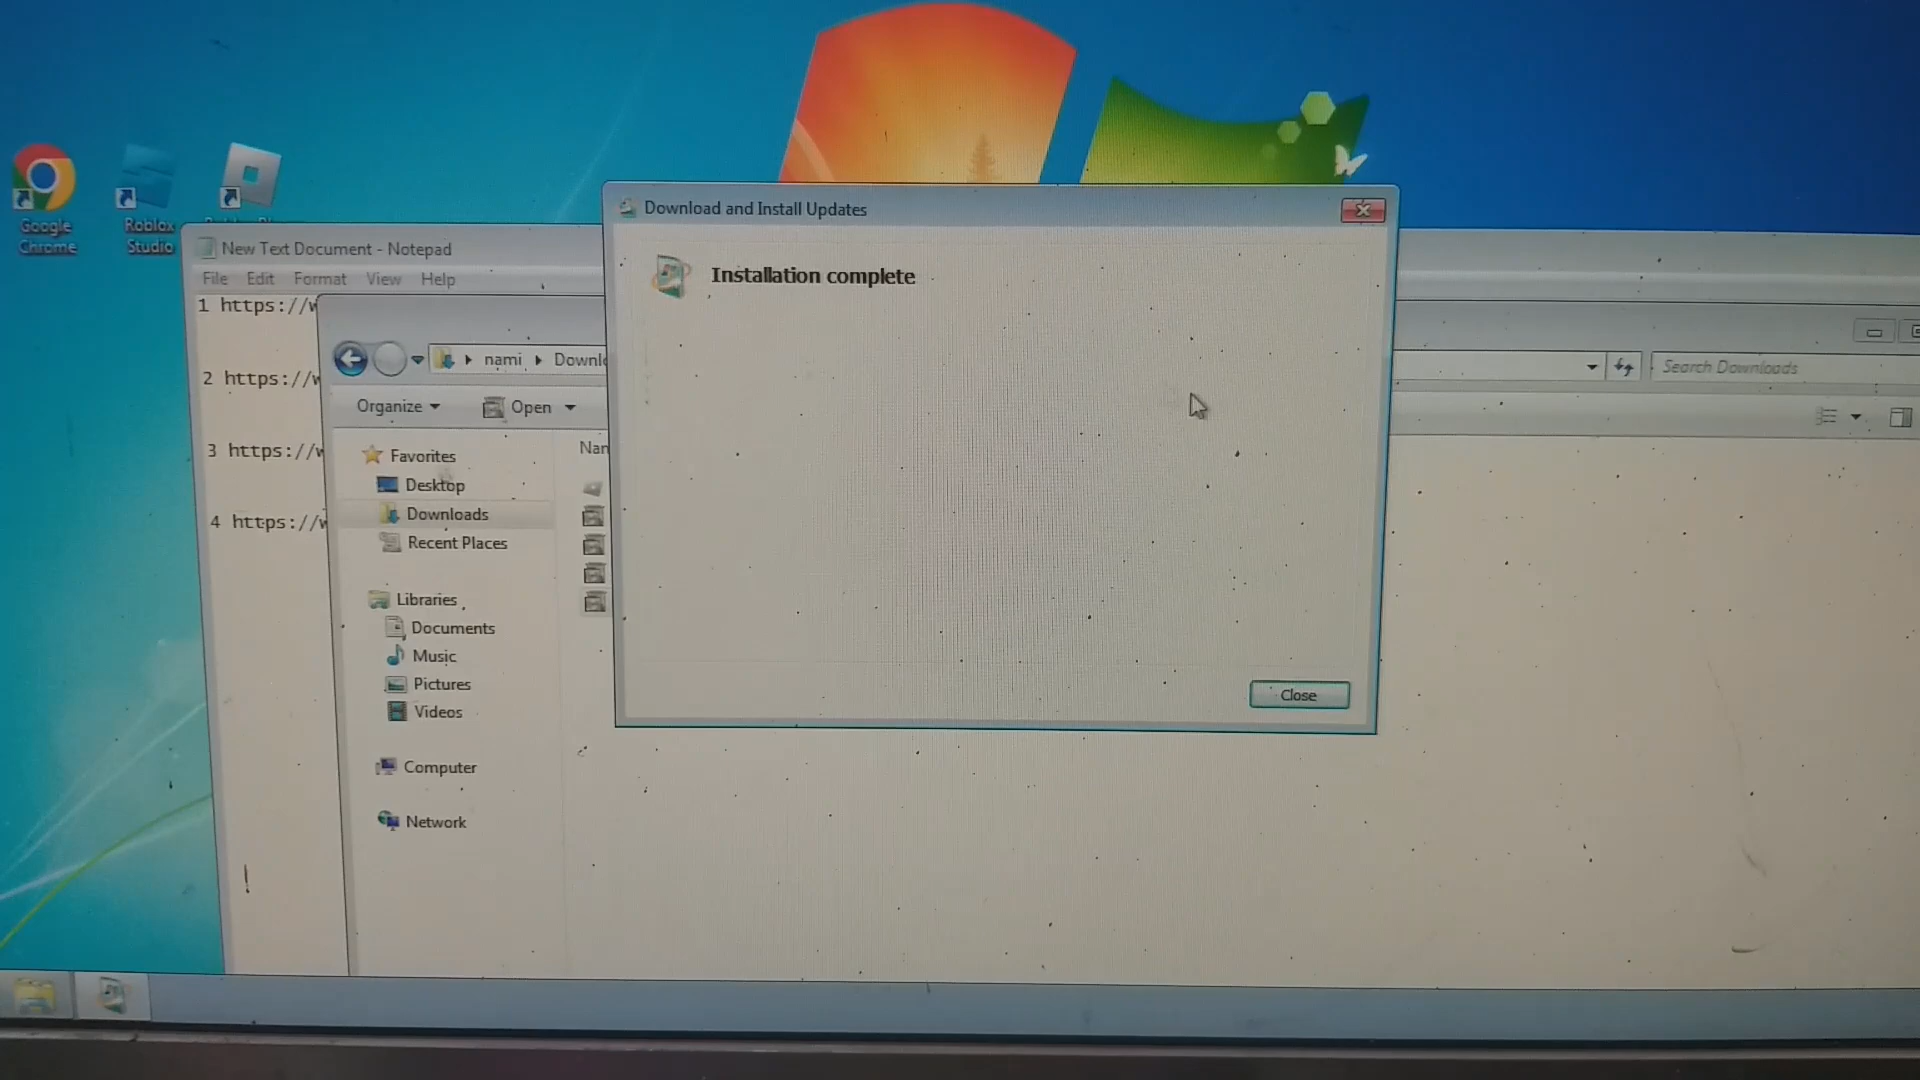 Google
Chrome
Roblox
Studio
New Text Document - Notepad
File Edit Format View Help
1 https://w
2 https://w
3 https://w
4 https://w
nami Downlo
Organize Open
Favorites
Desktop
Downloads
Recent Places
Libraries
Documents
Music
Pictures
Videos
Computer
Network
Nam
Download and Install Updates
Installation complete
Close
Search Downloads